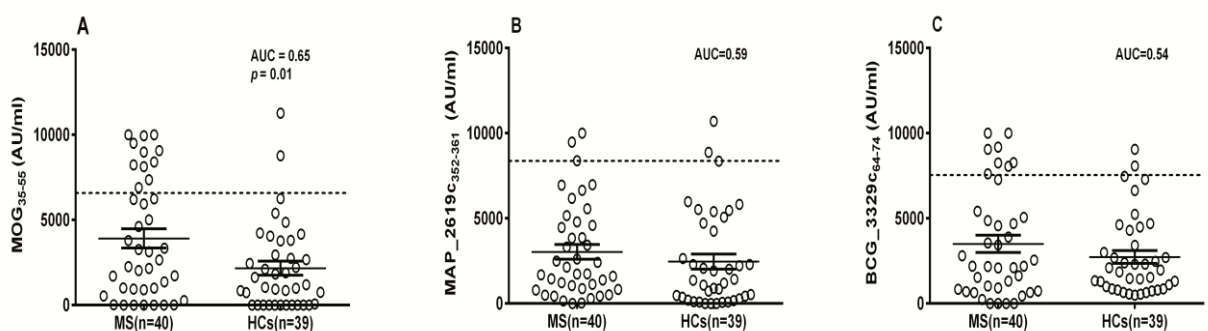 A
AUC = 0.65
p = 0.01
MOG35-55 (AU/ml)
15000
10000
5000
0
MS(n=40)
HCs(n=39)
B
AUC=0.59
MAP_2619c352-361 (AU/ml)
15000
10000
5000
0
MS(n=40)
HCs(n=39)
C
AUC=0.54
BCG_3329c64-74 (AU/ml)
15000
10000
5000
0
MS(n=40)
HCs(n=39)